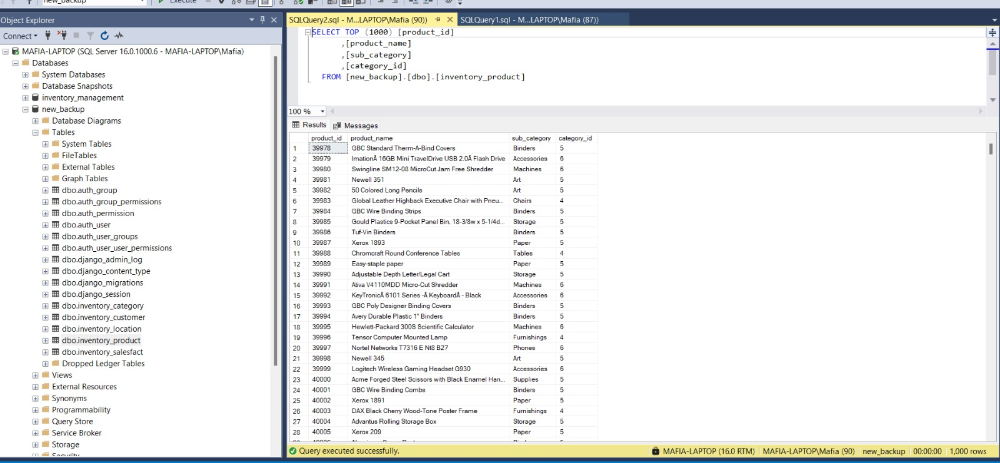 new_backup
Execute
Object Explorer
Connect
MAFIA-LAPTOP (SQL Server 16.0.1000.6 - MAFIA-LAPTOP\Mafia)
Databases
System Databases
Database Snapshots
inventory_management
new_backup
Database Diagrams
Tables
System Tables
FileTables
External Tables
Graph Tables
dbo.auth_group
dbo.auth_group_permissions
dbo.auth_permission
dbo.auth_user
dbo.auth_user_groups
dbo.auth_user_user_permissions
dbo.django_admin_log
dbo.django_content_type
dbo.django_migrations
dbo.django_session
dbo.inventory_category
dbo.inventory_customer
dbo.inventory_location
dbo.inventory_product
dbo.inventory_salesfact
Dropped Ledger Tables
Views
External Resources
Synonyms
Programmability
Query Store
Service Broker
Storage
Security
SQLQuery2.sql - M...LAPTOP\Mafia (90)) SQLQuery1.sql - M...LAPTOP\Mafia (87))
SELECT TOP (1000) [product_id]
,[product_name]
,[sub_category]
,[category_id]
FROM [new_backup].[dbo].[inventory_product]
100 %
Results Messages
product_id product_name sub_category category_id
1 39978 GBC Standard Therm-A-Bind Covers Binders 5
2 39979 ImationÂ 16GB Mini TravelDrive USB 2.0Â Flash Drive Accessories 6
3 39980 Swingline SM12-08 MicroCut Jam Free Shredder Machines 6
4 39981 Newell 351 Art 5
5 39982 50 Colored Long Pencils Art 5
6 39983 Global Leather Highback Executive Chair with Pneu... Chairs 4
7 39984 GBC Wire Binding Strips Binders 5
8 39985 Gould Plastics 9-Pocket Panel Bin, 18-3/8w x 5-1/4d... Storage 5
9 39986 Tuf-Vin Binders Binders 5
10 39987 Xerox 1893 Paper 5
11 39988 Chromcraft Round Conference Tables Tables 4
12 39989 Easy-staple paper Paper 5
13 39990 Adjustable Depth Letter/Legal Cart Storage 5
14 39991 Ativa V4110MDD Micro-Cut Shredder Machines 6
15 39992 KeyTronicÂ 6101 Series -Â KeyboardÂ - Black Accessories 6
16 39993 GBC Poly Designer Binding Covers Binders 5
17 39994 Avery Durable Plastic 1" Binders Binders 5
18 39995 Hewlett-Packard 300S Scientific Calculator Machines 6
19 39996 Tensor Computer Mounted Lamp Furnishings 4
20 39997 Nortel Networks T7316 E Nt8 B27 Phones 6
21 39998 Newell 345 Art 5
22 39999 Logitech Wireless Gaming Headset G930 Accessories 6
23 40000 Acme Forged Steel Scissors with Black Enamel Han... Supplies 5
24 40001 GBC Wire Binding Combs Binders 5
25 40002 Xerox 1891 Paper 5
26 40003 DAX Black Cherry Wood-Tone Poster Frame Furnishings 4
27 40004 Advantus Rolling Storage Box Storage 5
28 40005 Xerox 209 Paper 5
Query executed successfully. MAFIA-LAPTOP (16.0 RTM) MAFIA-LAPTOP\Mafia (90) new_backup 00:00:00 1,000 rows